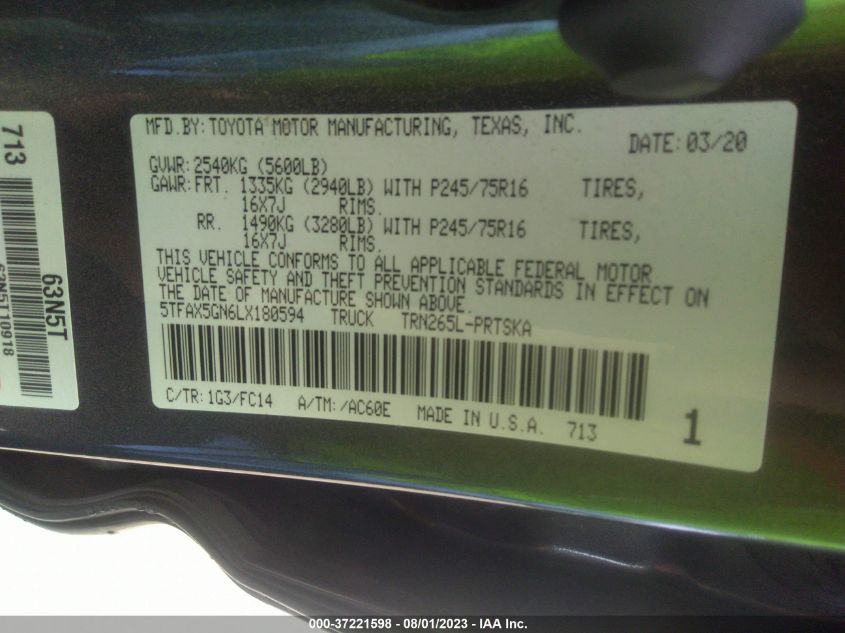 MFD.BY: TOYOTA MOTOR MANUFACTURING, TEXAS, INC.
DATE: 03/20
GVWR: 2540KG (5600LB)
GAWR: FRT. 1335KG (2940LB) WITH P245/75R16 TIRES,
16X7J RIMS.
RR. 1490KG (3280LB) WITH P245/75R16 TIRES,
16X7J RIMS.
THIS VEHICLE CONFORMS TO ALL APPLICABLE FEDERAL MOTOR
VEHICLE SAFETY AND THEFT PREVENTION STANDARDS IN EFFECT ON
THE DATE OF MANUFACTURE SHOWN ABOVE.
5TFAX5GN6LX180594 TRUCK TRN265L-PRTSKA
C/TR: 1G3/FC14 A/TM: /AC60E MADE IN U.S.A. 713 1
713
63N5T
63N5T10918
000-37221598 - 08/01/2023 - IAA Inc.